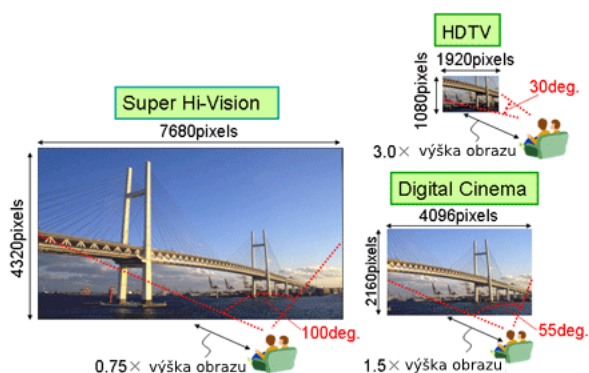 Super Hi-Vision
7680pixels
4320pixels
100deg.
0.75× výška obrazu
HDTV
1920pixels
1080pixels
30deg.
3.0× výška obrazu
Digital Cinema
4096pixels
2160pixels
55deg.
1.5× výška obrazu